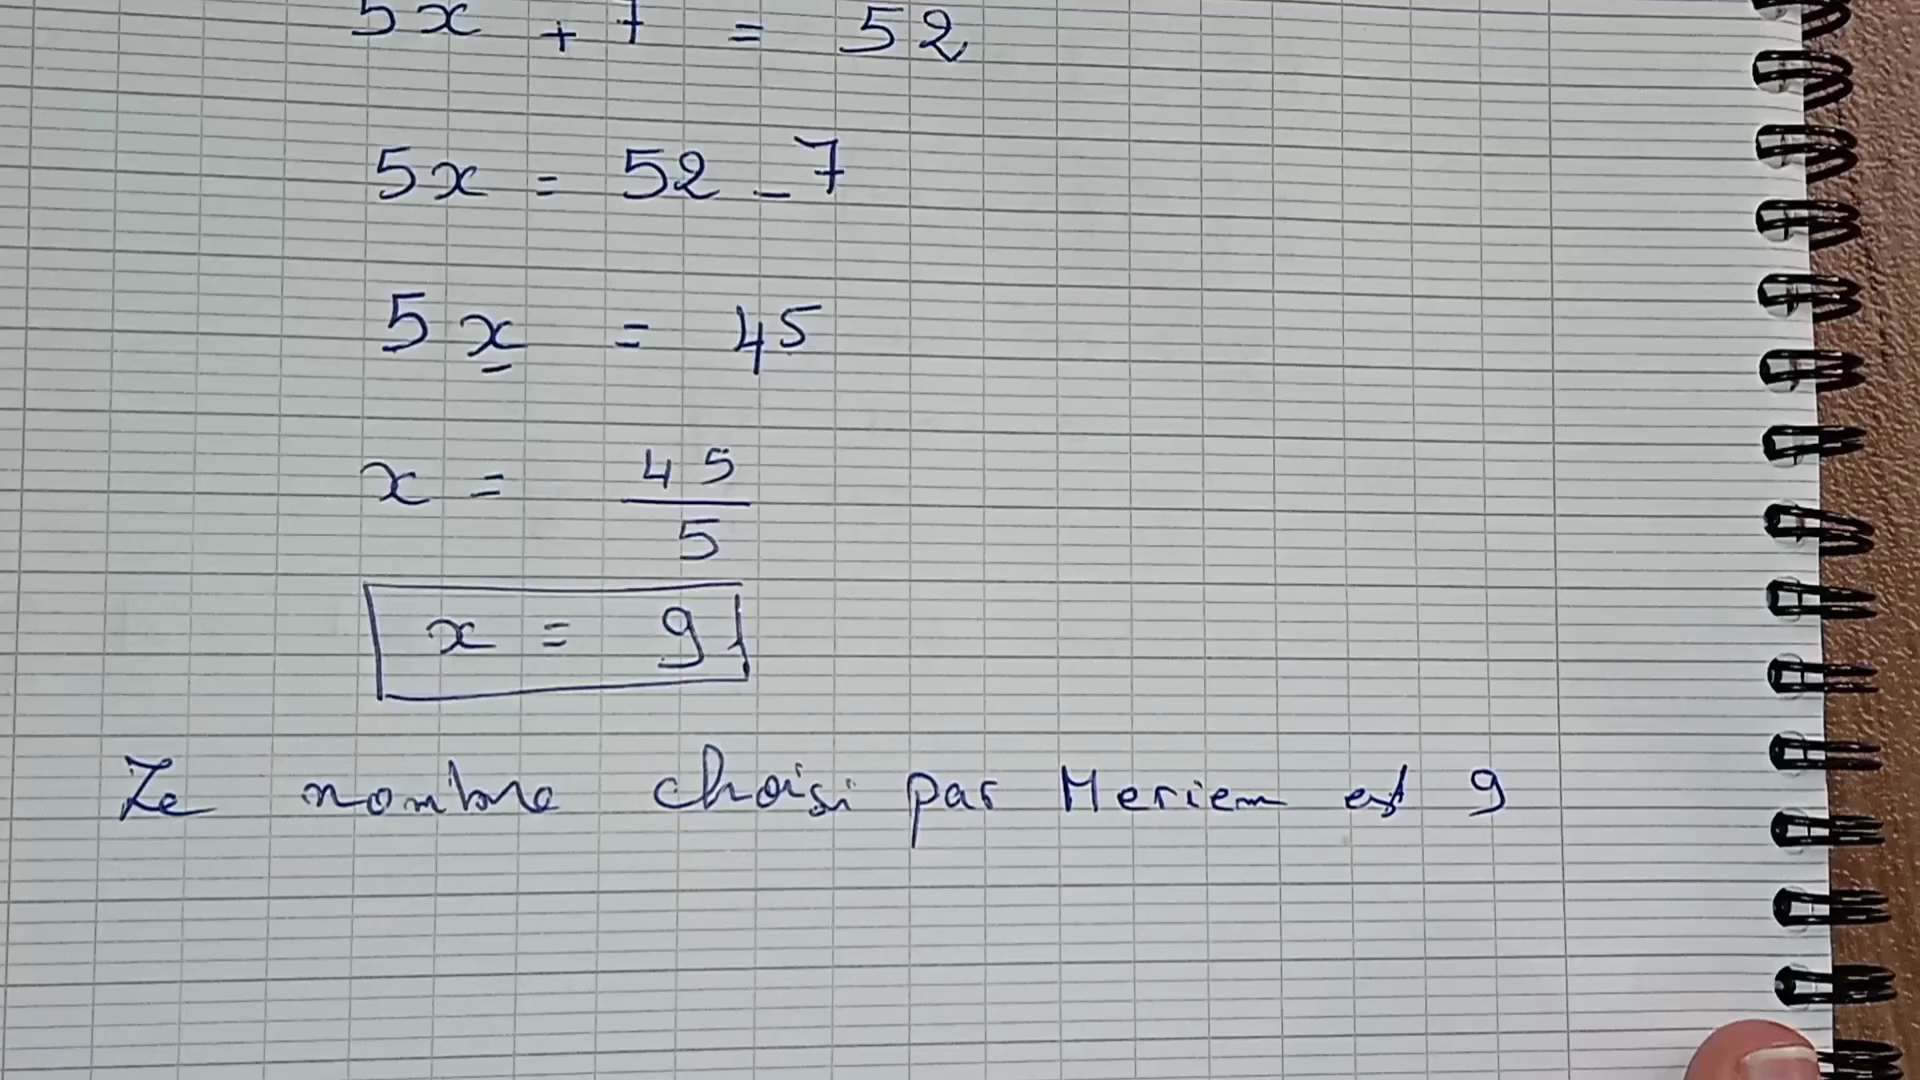 5x + 7 = 52
5x = 52 - 7
5x = 45
x = 45/5
x = 9
Le nombre choisi par Meriem est 9